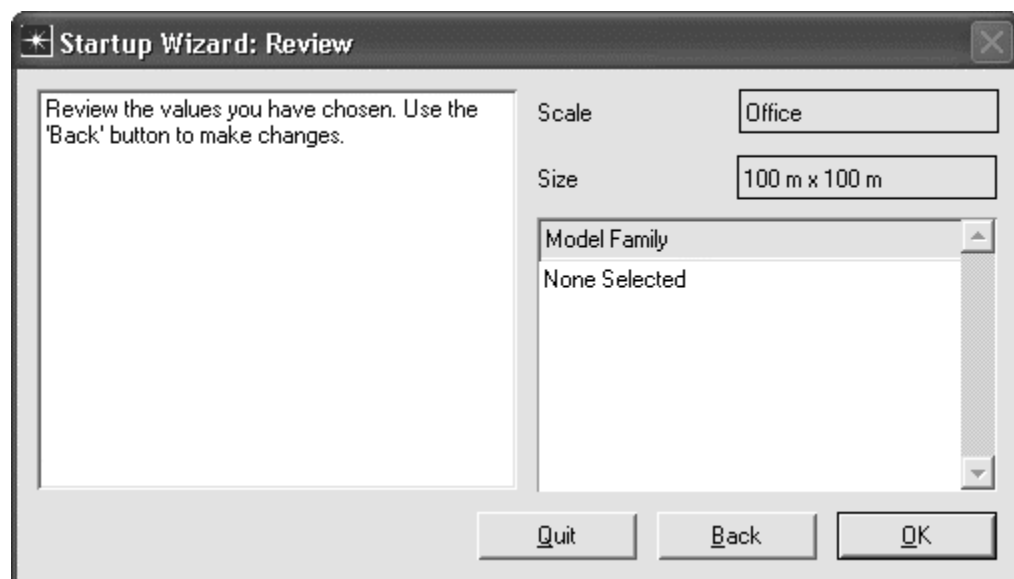 Startup Wizard: Review
Review the values you have chosen. Use the
'Back' button to make changes.
Scale
Office
Size
100 m x 100 m
Model Family
None Selected
Quit
Back
OK